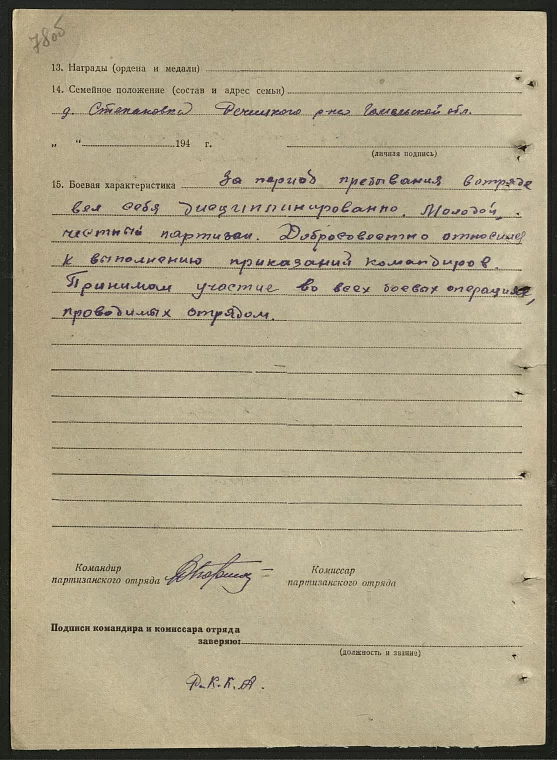 78об
13. Награды (ордена и медали)
14. Семейное положение (состав и адрес семьи)
д. Степановка Речицкого р-на Гомельской обл.
„ “ 194 г.
(личная подпись)
15. Боевая характеристика За период пребывания в отряде
вел себя дисциплинированно. Молодой,
честный партизан. Добросовестно относился
к выполнению приказаний командиров.
Принимал участие во всех боевых операциях,
проводимых отрядом.
Командир партизанского отряда
Комиссар партизанского отряда
Подписи командира и комиссара отряда
заверяю:
(должность и звание)
Р.К.К.А.